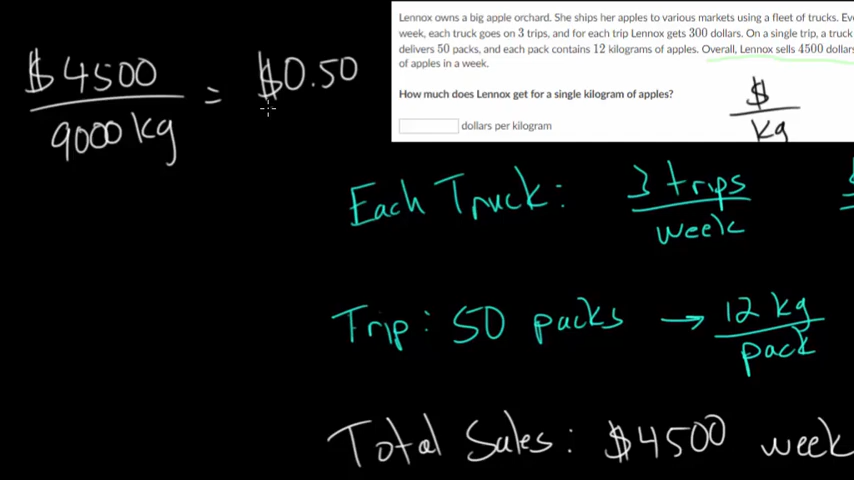 Lennox owns a big apple orchard. She ships her apples to various markets using a fleet of trucks.
week, each truck goes on 3 trips, and for each trip Lennox gets 300 dollars. On a single trip, a truck
delivers 50 packs, and each pack contains 12 kilograms of apples. Overall, Lennox sells 4500 dollars
of apples in a week.
How much does Lennox get for a single kilogram of apples?
dollars per kilogram
$
kg
$4500
9000 kg
= $0.50
Each Truck: 3 trips
week
Trip: 50 packs → 12 kg
pack
Total Sales: $4500 week